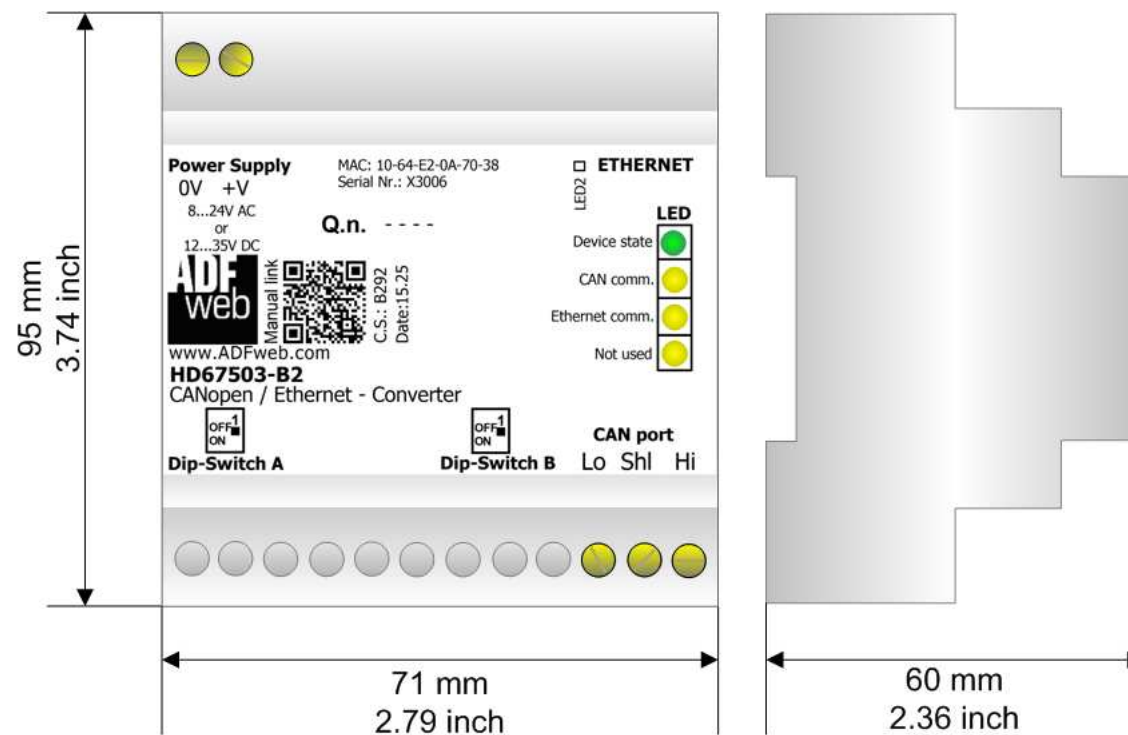 Power Supply
0V +V
8...24V AC
or
12...35V DC
MAC: 10-64-E2-0A-70-38
Serial Nr.: X3006
Q.n. - - - -
ETHERNET
LED2
LED
Device state
CAN comm.
Ethernet comm.
Not used
ADF
web
Manual link
C.S.: B292
Date:15.25
www.ADFweb.com
HD67503-B2
CANopen / Ethernet - Converter
OFF 1
ON
Dip-Switch A
OFF 1
ON
Dip-Switch B
CAN port
Lo Shl Hi
95 mm
3.74 inch
71 mm
2.79 inch
60 mm
2.36 inch